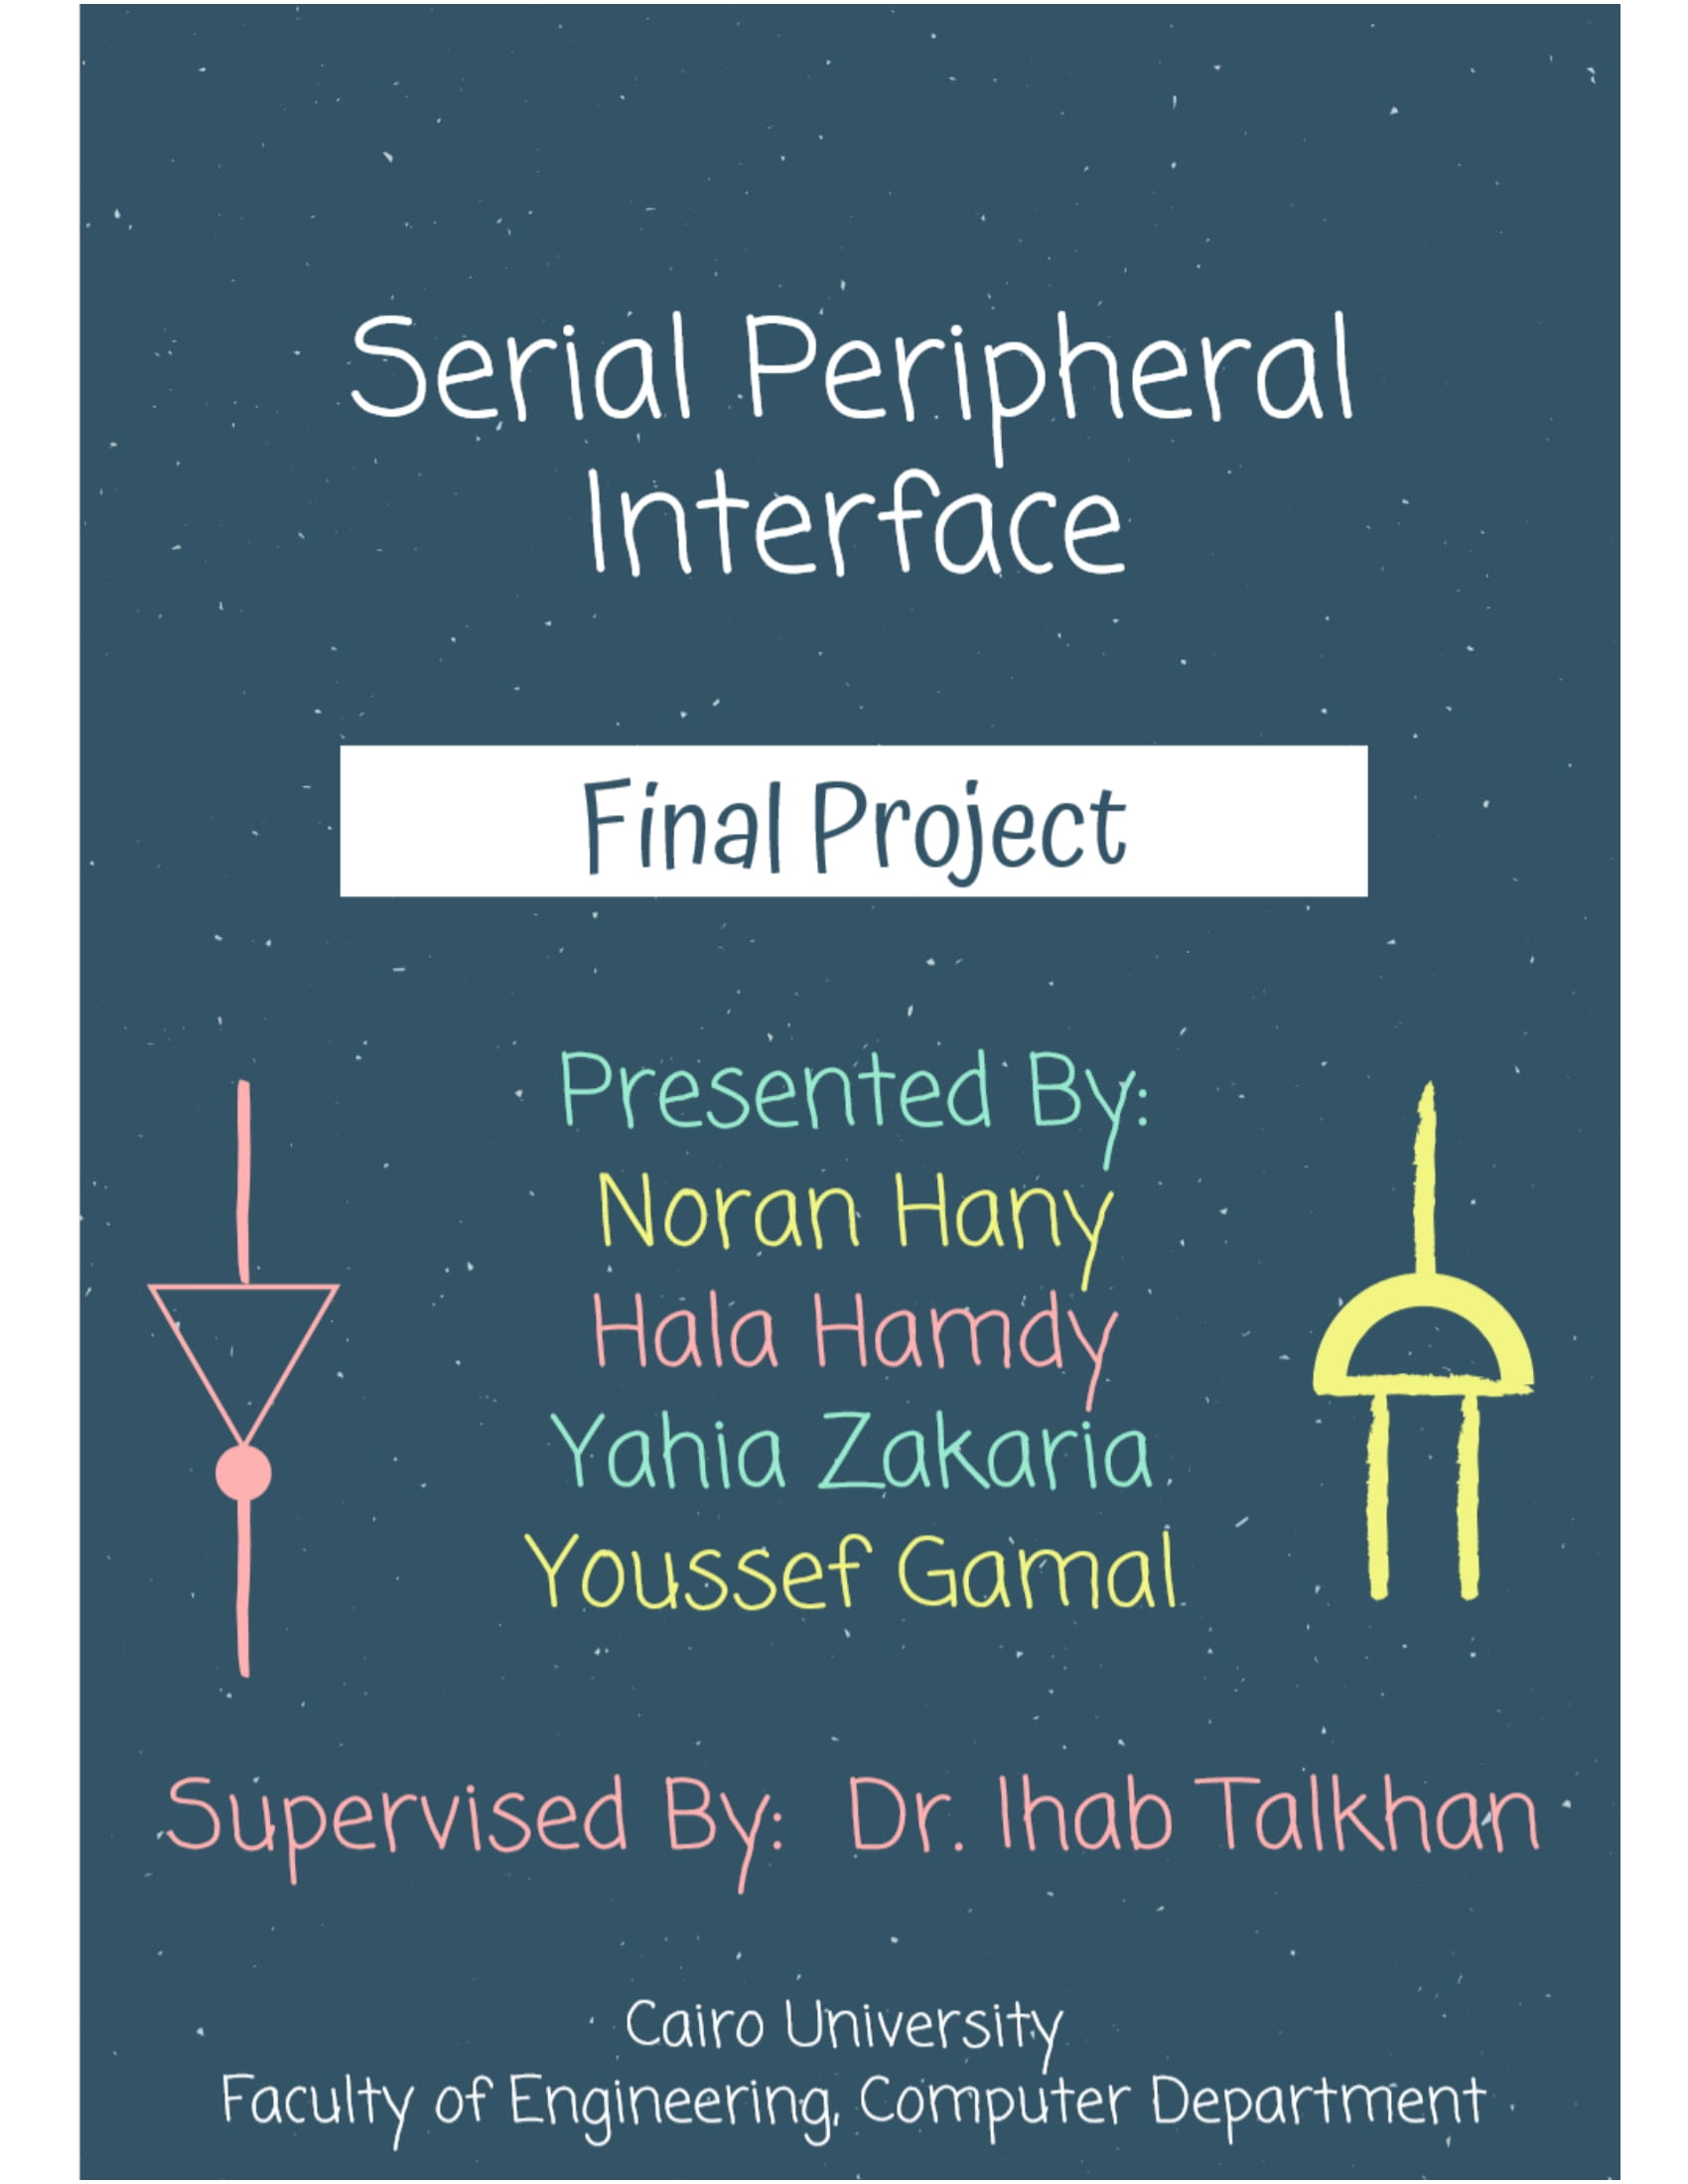 Serial Peripheral
Interface
Final Project
Presented By:
Noran Hany
Hala Hamdy
Yahia Zakaria
Youssef Gamal
Supervised By: Dr. Ihab Talkhan
Cairo University
Faculty of Engineering, Computer Department